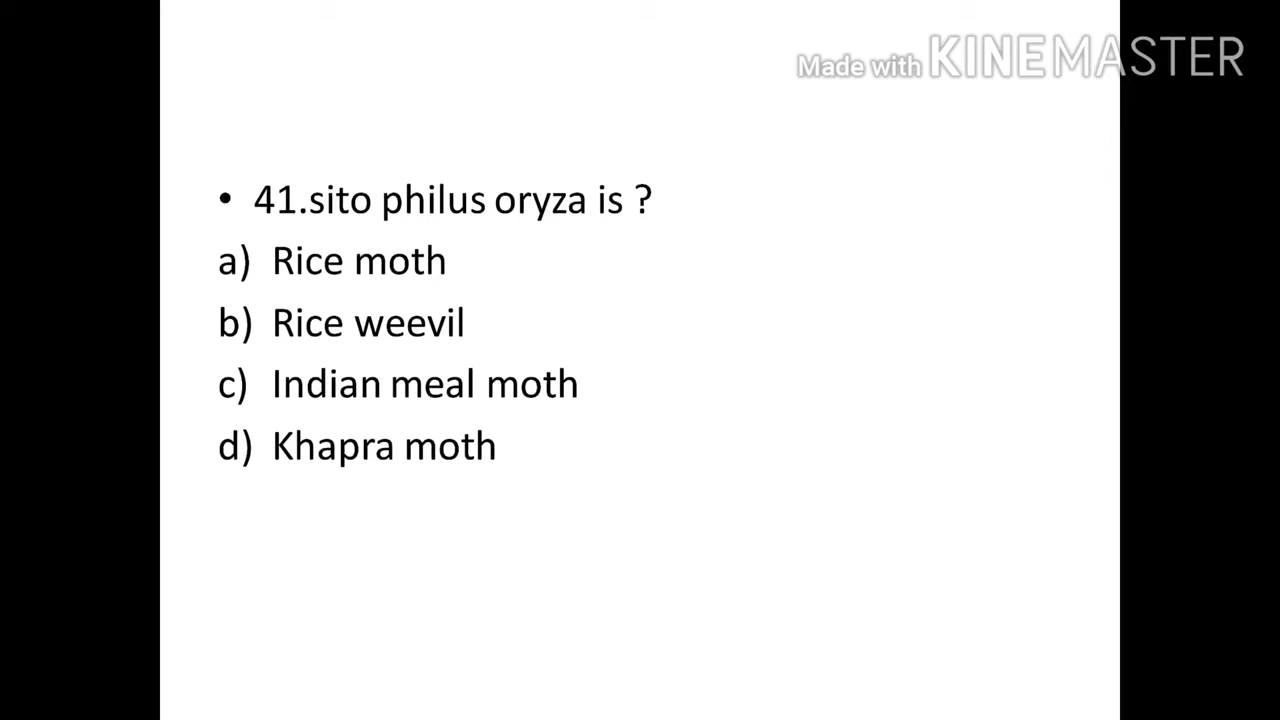 Made with KINEMASTER
• 41.sito philus oryza is ?
a) Rice moth
b) Rice weevil
c) Indian meal moth
d) Khapra moth